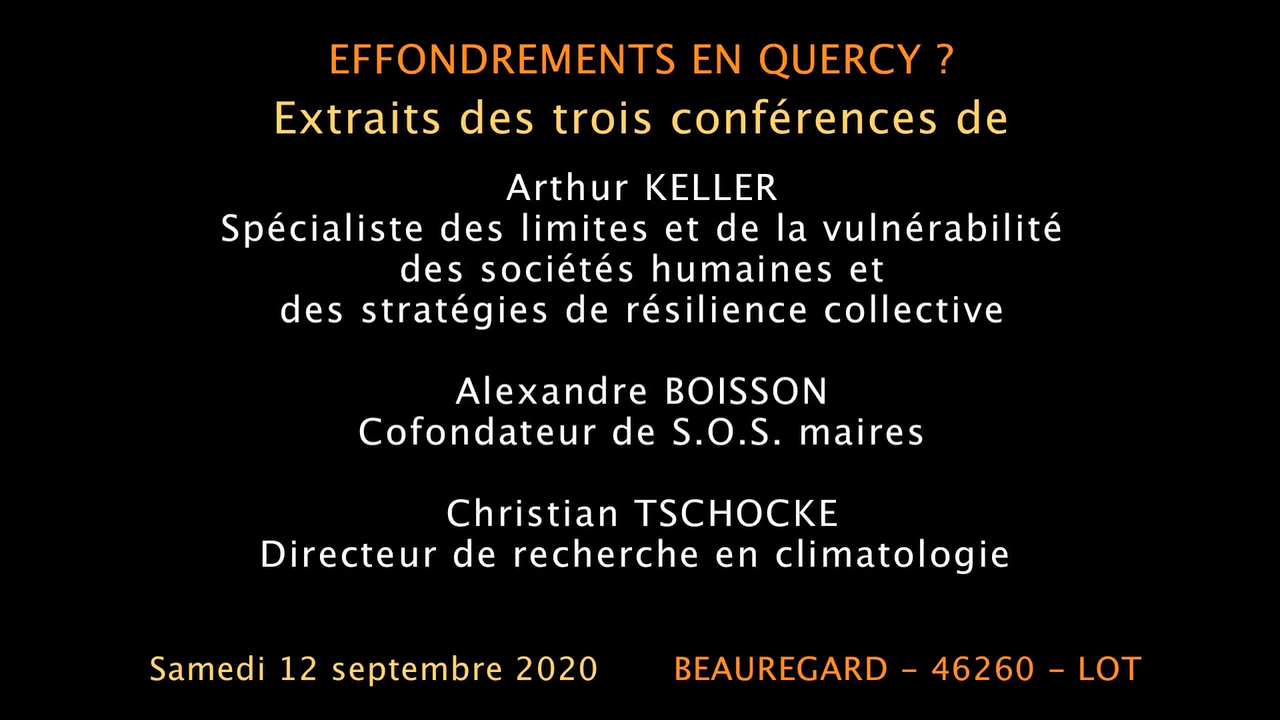 EFFONDREMENTS EN QUERCY ?
Extraits des trois conférences de
Arthur KELLER
Spécialiste des limites et de la vulnérabilité
des sociétés humaines et
des stratégies de résilience collective
Alexandre BOISSON
Cofondateur de S.O.S. maires
Christian TSCHOCKE
Directeur de recherche en climatologie
Samedi 12 septembre 2020 BEAUREGARD – 46260 – LOT